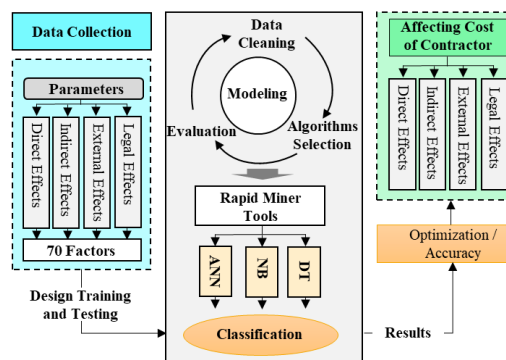 Data Collection
Parameters
Direct Effects
Indirect Effects
External Effects
Legal Effects
70 Factors
Design Training
and Testing
Data
Cleaning
Modeling
Evaluation
Algorithms
Selection
Rapid Miner
Tools
ANN
NB
DT
Classification
Results
Affecting Cost
of Contractor
Direct Effects
Indirect Effects
External Effects
Legal Effects
Optimization /
Accuracy